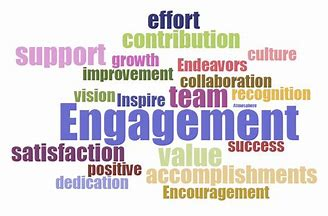 effort
contribution
support
growth
Endeavors
culture
improvement
collaboration
vision
Inspire
team
recognition
Atmosphere
Engagement
satisfaction
value
success
positive
accomplishments
dedication
Encouragement